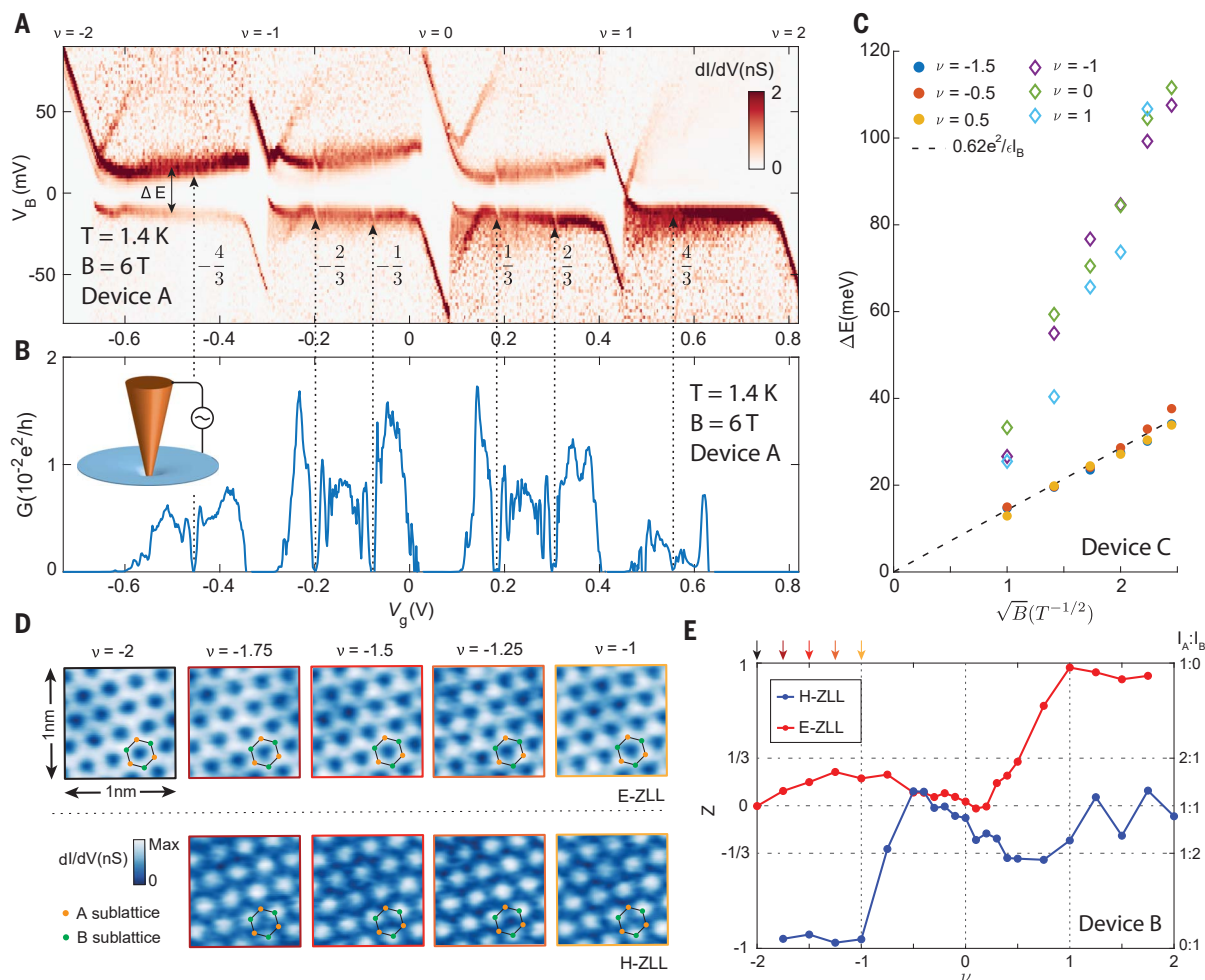 A
ν = -2 ν = -1 ν = 0 ν = 1 ν = 2
dI/dV(nS)
2
0
50
0
-50
V_B(mV)
ΔE
T = 1.4 K
B = 6 T
Device A
-4/3
-2/3
-1/3
1/3
2/3
4/3
-0.6 -0.4 -0.2 0 0.2 0.4 0.6 0.8
B
2
1
0
G(10^-2 e^2/h)
T = 1.4 K
B = 6 T
Device A
-0.6 -0.4 -0.2 0 0.2 0.4 0.6 0.8
V_g(V)
C
120
100
80
60
40
20
0
ΔE(meV)
ν = -1.5 ν = -1
ν = -0.5 ν = 0
ν = 0.5 ν = 1
0.62e^2/ϵl_B
Device C
0 1 2
√B(T^-1/2)
D
ν = -2 ν = -1.75 ν = -1.5 ν = -1.25 ν = -1
1nm
1nm
E-ZLL
dI/dV(nS)
Max
0
A sublattice
B sublattice
H-ZLL
E
I_A:I_B
1 1:0
1/3 2:1
0 1:1
-1/3 1:2
-1 0:1
Z
H-ZLL
E-ZLL
Device B
-2 -1 0 1 2
ν